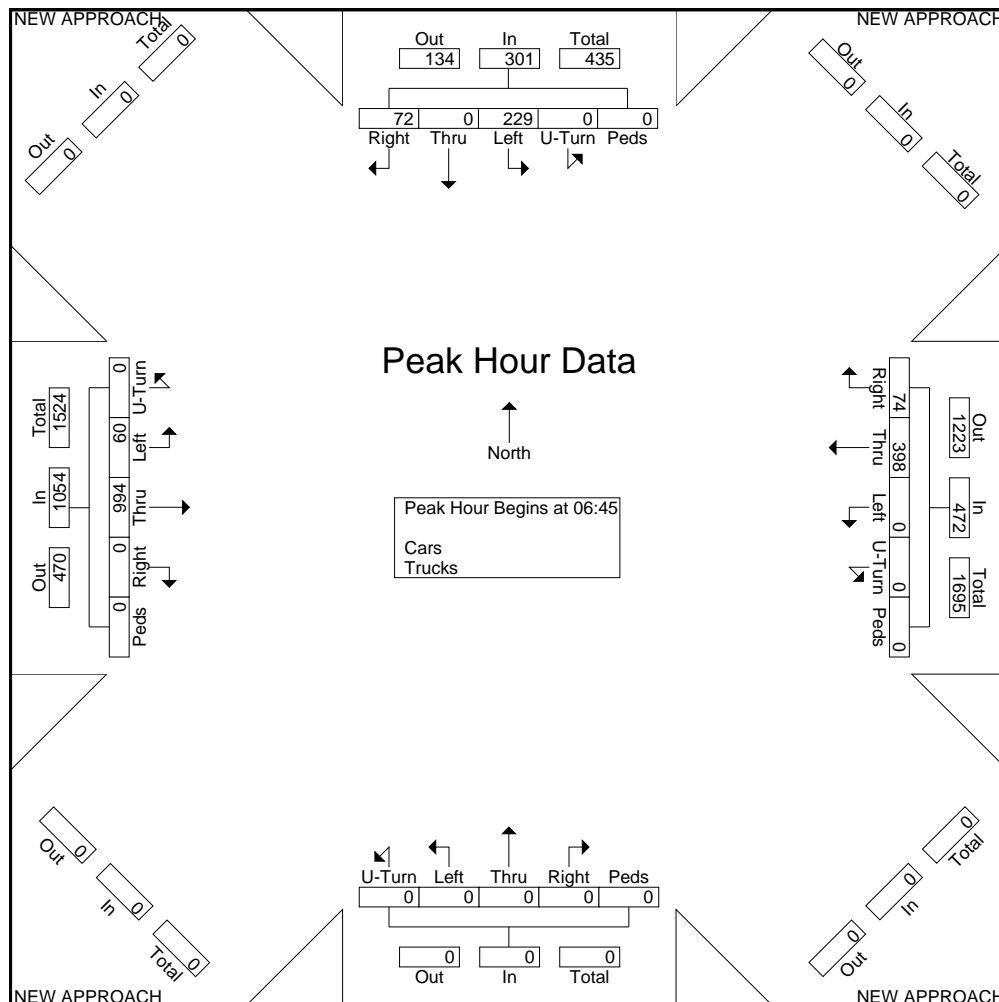 NEW APPROACH
NEW APPROACH
Total
0
In
0
Out
0
Out In Total
134 301 435
72 0 229 0 0
Right Thru Left U-Turn Peds
Out
0
In
0
Total
0
Total
1524
In
1054
Out
470
0 60 994 0 0
U-Turn Left Thru Right Peds
Peak Hour Data
North
Peak Hour Begins at 06:45
Cars
Trucks
Right Thru Left U-Turn Peds
74 398 0 0 0
Out
1223
In
472
Total
1695
0
Out
0
In
0
Total
U-Turn Left Thru Right Peds
0 0 0 0 0
0 0 0
Out In Total
0
Total
0
In
0
Out
NEW APPROACH
NEW APPROACH